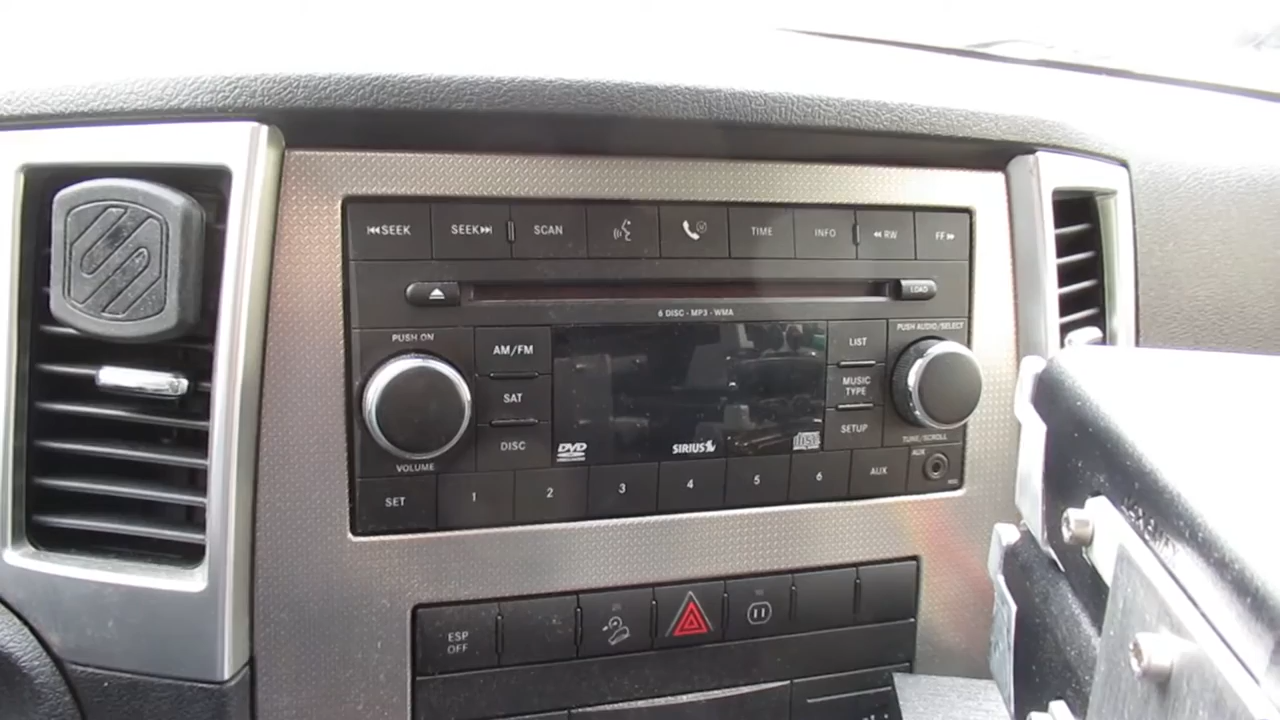 SEEK
SEEK
SCAN
TIME
INFO
RW
FF
LOAD
6 DISC - MP3 - WMA
PUSH ON
PUSH AUDIO/SELECT
AM/FM
SAT
DISC
LIST
MUSIC
TYPE
SETUP
DVD
SIRIUS
disc
VOLUME
TUNE/SCROLL
SET
1
2
3
4
5
6
AUX
AUX
ESP
OFF